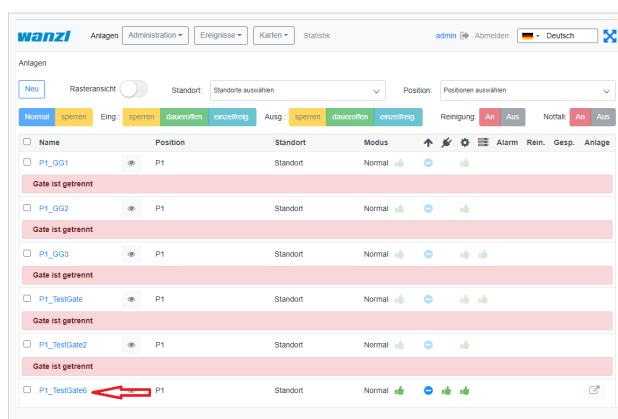 wanzl Anlagen Administration Ereignisse Karten Statistik admin Abmelden Deutsch
Anlagen
Neu Rasteransicht Standort: Standorte auswählen Position: Positionen auswählen
Normal sperren Eing.: sperren daueroffen einzelfreig. Ausg.: sperren daueroffen einzelfreig. Reinigung: An Aus Notfall: An Aus
Name Position Standort Modus Alarm Rein. Gesp. Anlage
P1_GG1 P1 Standort Normal
Gate ist getrennt
P1_GG2 P1 Standort Normal
Gate ist getrennt
P1_GG3 P1 Standort Normal
Gate ist getrennt
P1_TestGate P1 Standort Normal
Gate ist getrennt
P1_TestGate2 P1 Standort Normal
Gate ist getrennt
P1_TestGate6 P1 Standort Normal